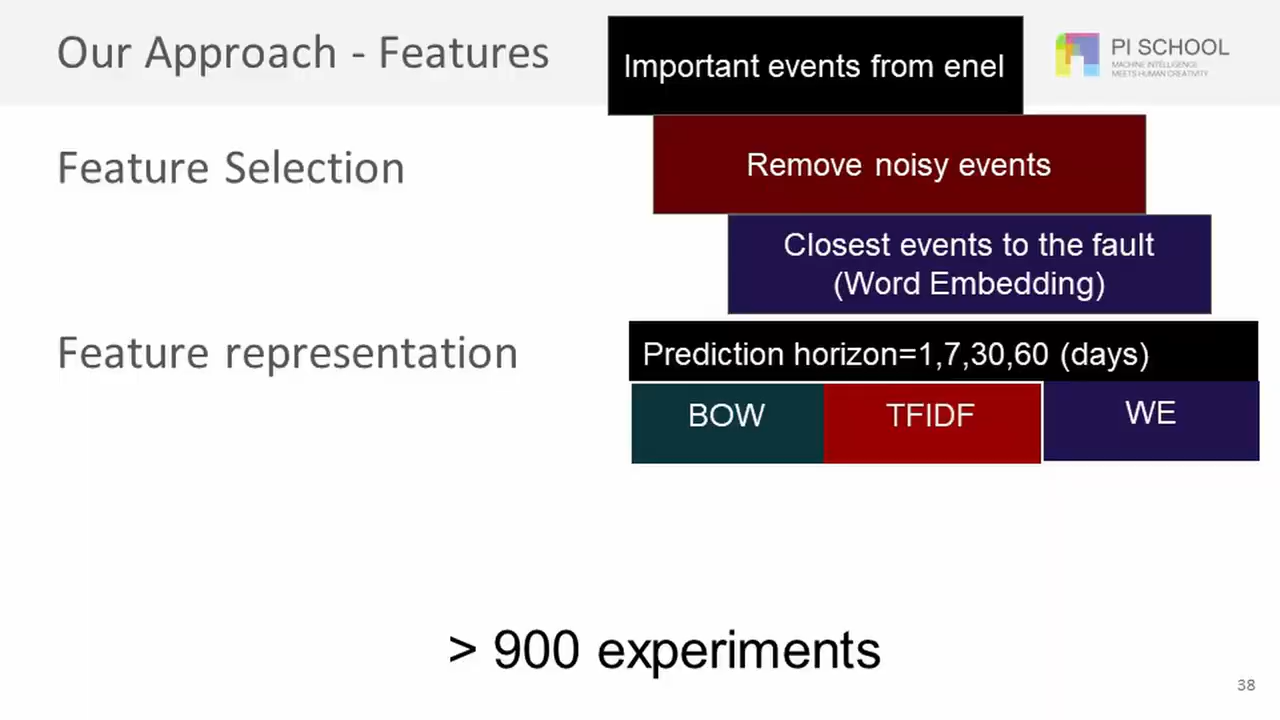 Our Approach - Features
Important events from enel
PI SCHOOL
MACHINE INTELLIGENCE
MEETS HUMAN CREATIVITY
Feature Selection
Remove noisy events
Closest events to the fault
(Word Embedding)
Feature representation
Prediction horizon=1,7,30,60 (days)
BOW
TFIDF
WE
> 900 experiments
38